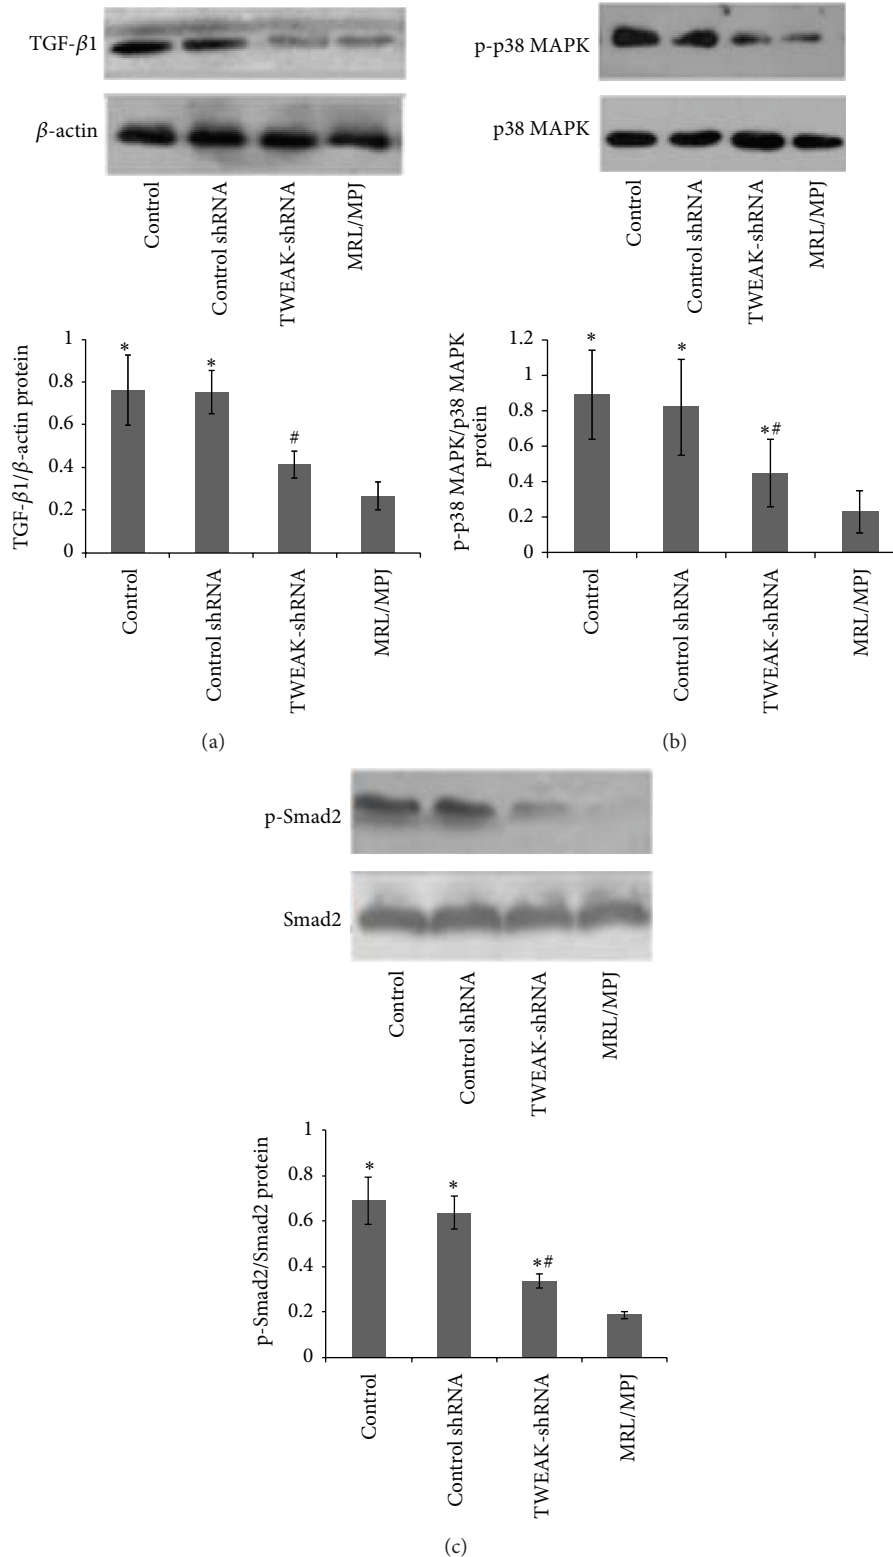 TGF-β1
β-actin
Control
Control shRNA
TWEAK-shRNA
MRL/MPJ
TGF-β1/β-actin protein
1
0.8
0.6
0.4
0.2
0
*
*
#
Control
Control shRNA
TWEAK-shRNA
MRL/MPJ
(a)
p-p38 MAPK
p38 MAPK
Control
Control shRNA
TWEAK-shRNA
MRL/MPJ
p-p38 MAPK/p38 MAPK
protein
1.2
1
0.8
0.6
0.4
0.2
0
*
*
*#
Control
Control shRNA
TWEAK-shRNA
MRL/MPJ
(b)
p-Smad2
Smad2
Control
Control shRNA
TWEAK-shRNA
MRL/MPJ
p-Smad2/Smad2 protein
1
0.8
0.6
0.4
0.2
0
*
*
*#
Control
Control shRNA
TWEAK-shRNA
MRL/MPJ
(c)